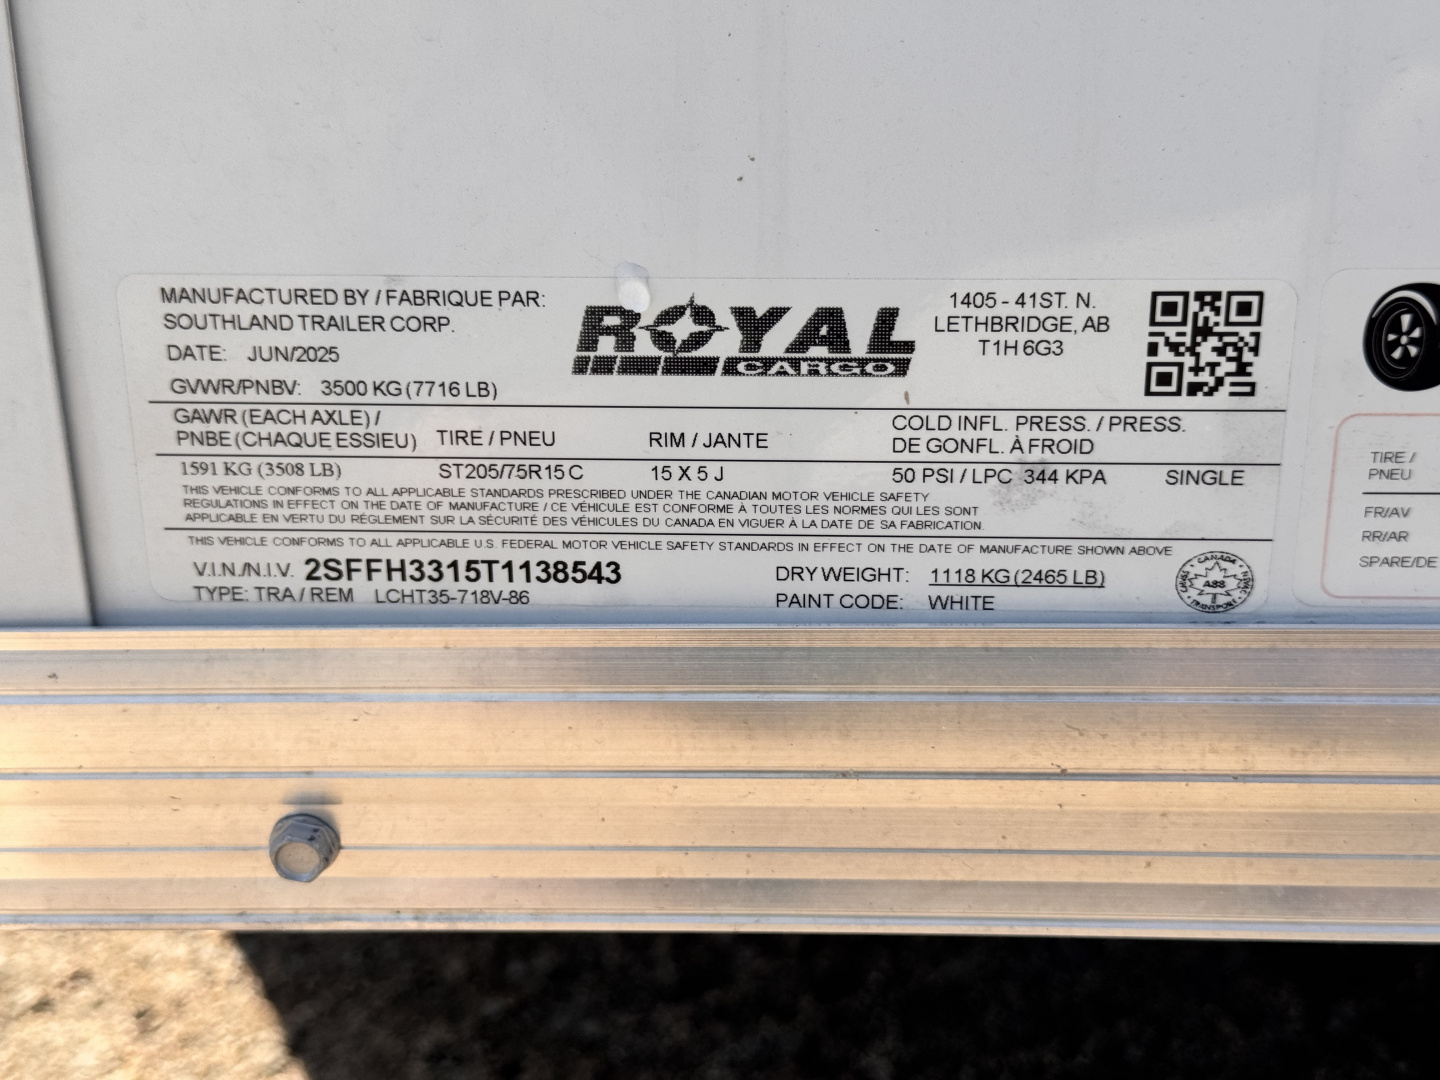 MANUFACTURED BY / FABRIQUE PAR:
SOUTHLAND TRAILER CORP.
DATE: JUN/2025
GVWR/PNBV: 3500 KG (7716 LB)
ROYAL
CARGO
1405 - 41ST. N.
LETHBRIDGE, AB
T1H 6G3
GAWR (EACH AXLE) /
PNBE (CHAQUE ESSIEU) TIRE / PNEU RIM / JANTE
COLD INFL. PRESS. / PRESS.
DE GONFL. À FROID
1591 KG (3508 LB) ST205/75R15 C 15 X 5 J 50 PSI / LPC 344 KPA SINGLE
THIS VEHICLE CONFORMS TO ALL APPLICABLE STANDARDS PRESCRIBED UNDER THE CANADIAN MOTOR VEHICLE SAFETY
REGULATIONS IN EFFECT ON THE DATE OF MANUFACTURE / CE VÉHICULE EST CONFORME À TOUTES LES NORMES QUI LES SONT
APPLICABLE EN VERTU DU RÉGLEMENT SUR LA SÉCURITÉ DES VÉHICULES DU CANADA EN VIGUER À LA DATE DE SA FABRICATION.
THIS VEHICLE CONFORMS TO ALL APPLICABLE U.S. FEDERAL MOTOR VEHICLE SAFETY STANDARDS IN EFFECT ON THE DATE OF MANUFACTURE SHOWN ABOVE
V.I.N./N.I.V. 2SFFH3315T1138543
TYPE: TRA / REM LCHT35-718V-86
DRY WEIGHT: 1118 KG (2465 LB)
PAINT CODE: WHITE
CANADA
TRANSPORT
TIRE /
PNEU
FR/AV
RR/AR
SPARE/DE